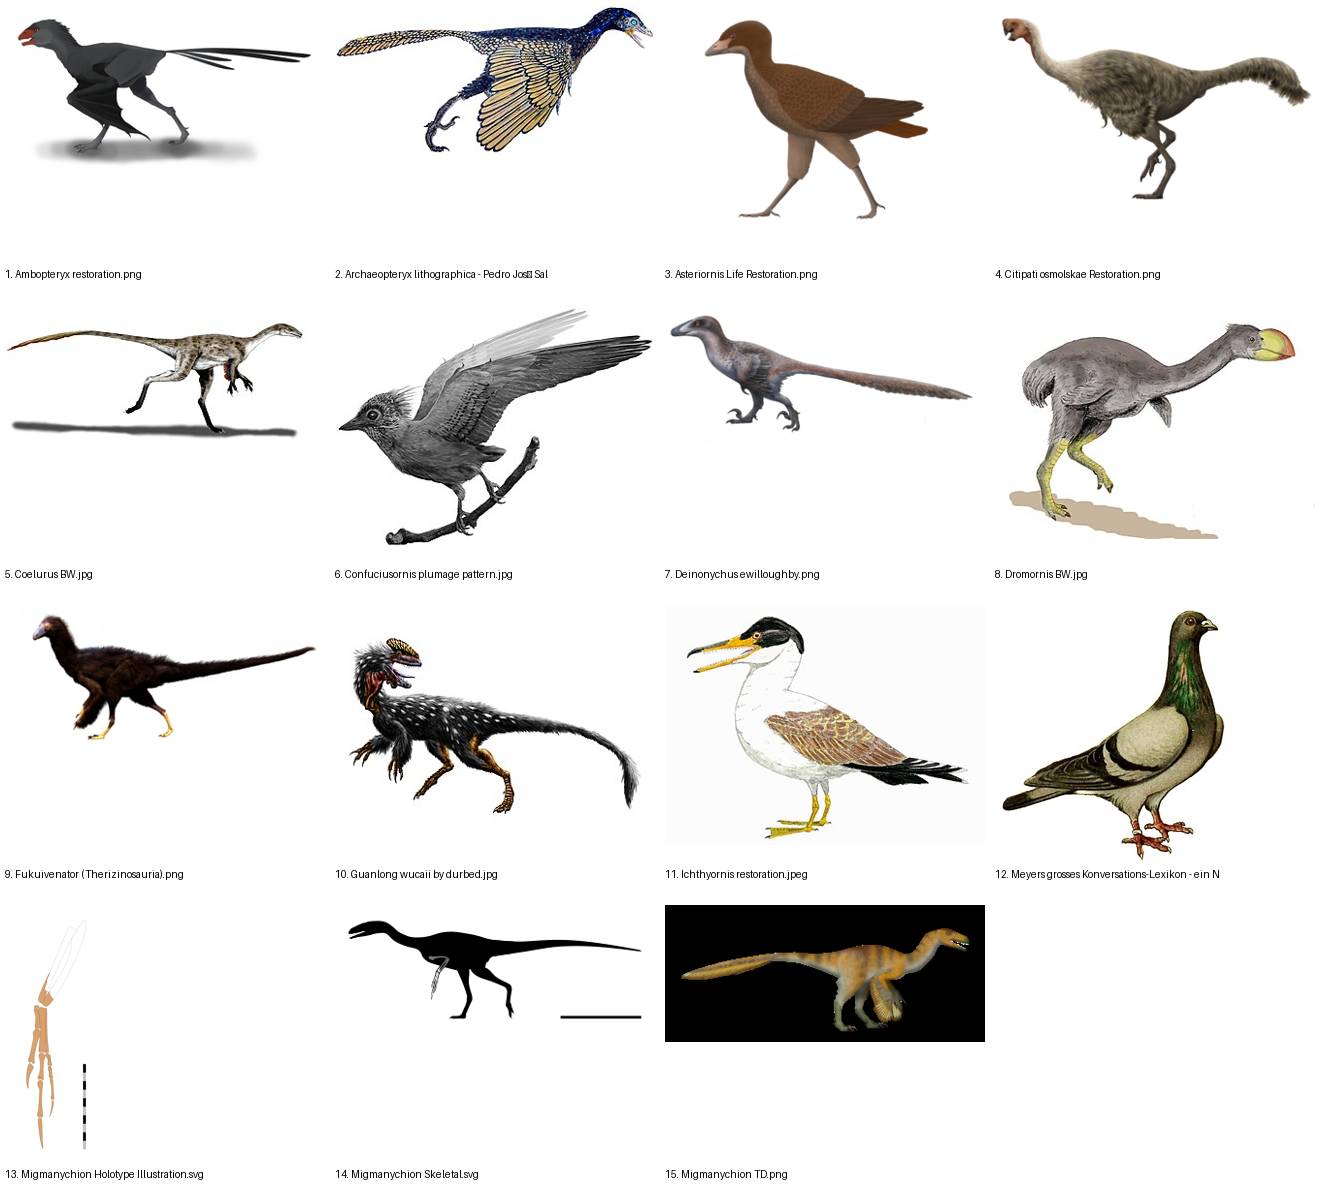 1. Ambopteryx restoration.png
2. Archaeopteryx lithographica - Pedro Jos▯ Sal
3. Asteriornis Life Restoration.png
4. Citipati osmolskae Restoration.png
5. Coelurus BW.jpg
6. Confuciusornis plumage pattern.jpg
7. Deinonychus ewilloughby.png
8. Dromornis BW.jpg
9. Fukuivenator (Therizinosauria).png
10. Guanlong wucaii by durbed.jpg
11. Ichthyornis restoration.jpeg
12. Meyers grosses Konversations-Lexikon - ein N
13. Migmanychion Holotype Illustration.svg
14. Migmanychion Skeletal.svg
15. Migmanychion TD.png